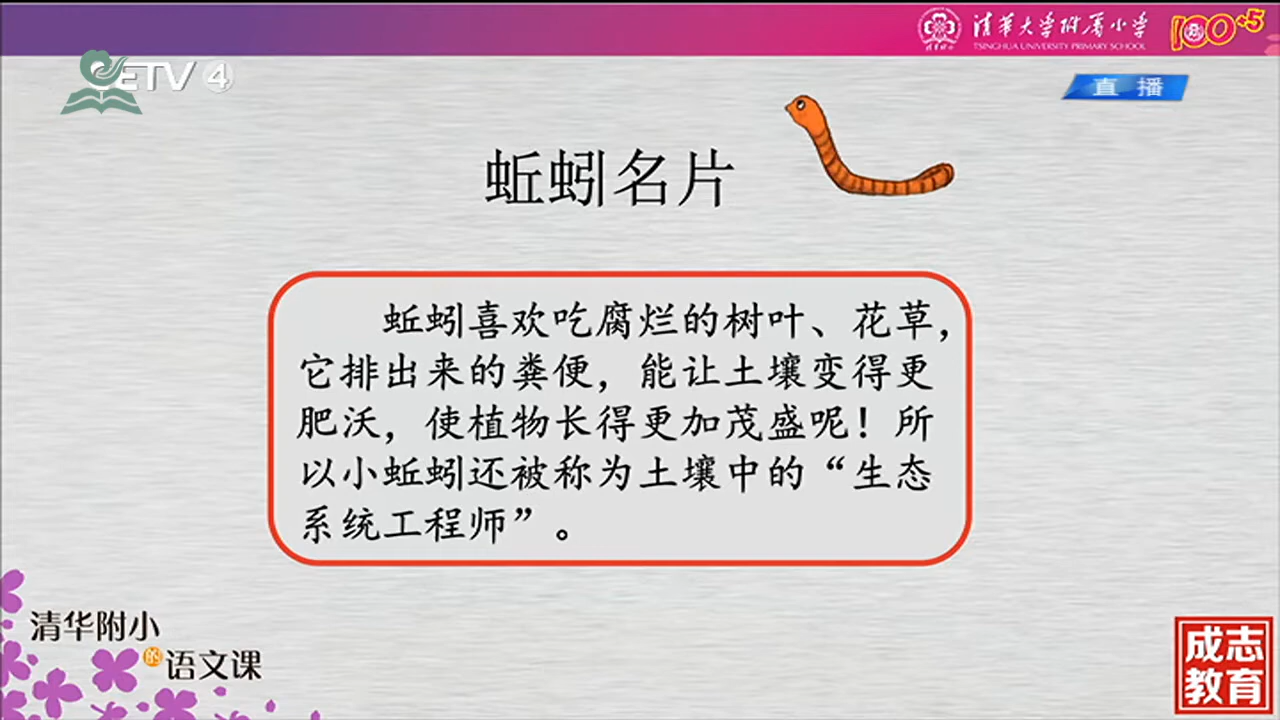 清华大学附属小学
TSINGHUA UNIVERSITY PRIMARY SCHOOL
100+5
CETV 4
直播
蚯蚓名片
蚯蚓喜欢吃腐烂的树叶、花草，
它排出来的粪便，能让土壤变得更
肥沃，使植物长得更加茂盛呢！所
以小蚯蚓还被称为土壤中的“生态
系统工程师”。
清华附小
的语文课
成志
教育